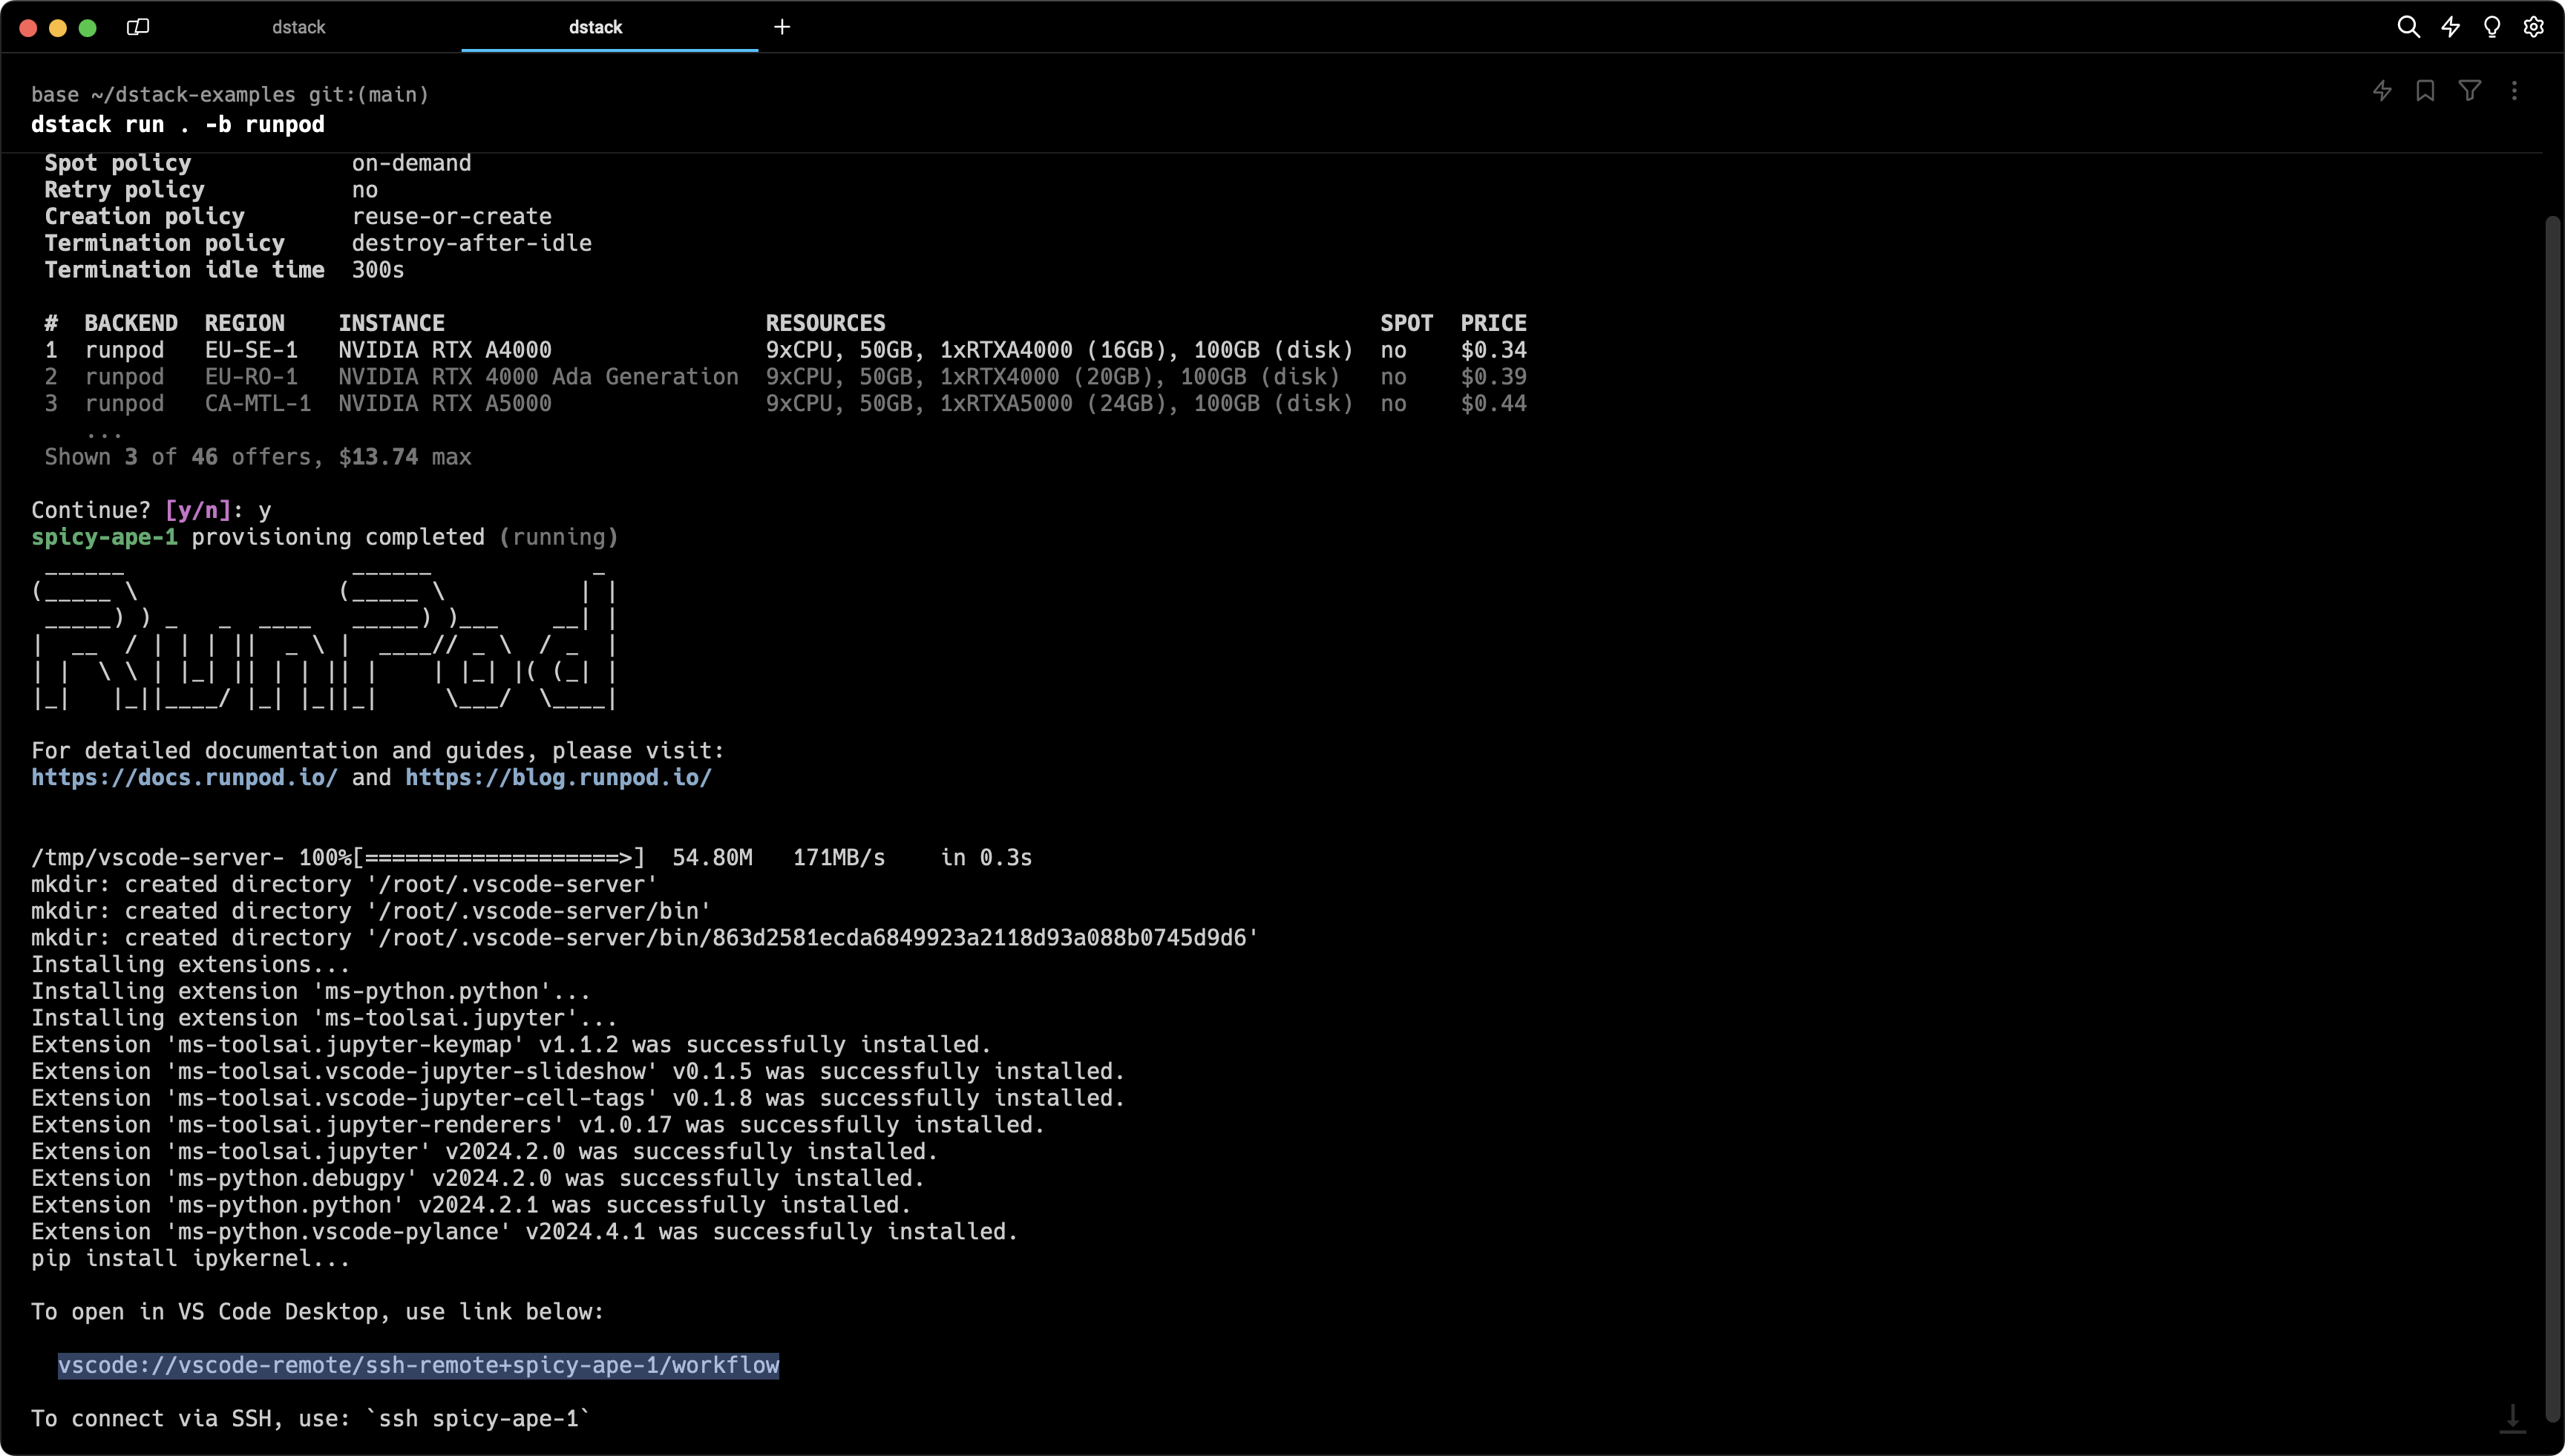 dstack dstack +
base ~/dstack-examples git:(main)
dstack run . -b runpod
Spot policy on-demand
Retry policy no
Creation policy reuse-or-create
Termination policy destroy-after-idle
Termination idle time 300s
# BACKEND REGION INSTANCE RESOURCES SPOT PRICE
1 runpod EU-SE-1 NVIDIA RTX A4000 9xCPU, 50GB, 1xRTXA4000 (16GB), 100GB (disk) no $0.34
2 runpod EU-RO-1 NVIDIA RTX 4000 Ada Generation 9xCPU, 50GB, 1xRTX4000 (20GB), 100GB (disk) no $0.39
3 runpod CA-MTL-1 NVIDIA RTX A5000 9xCPU, 50GB, 1xRTXA5000 (24GB), 100GB (disk) no $0.44
...
Shown 3 of 46 offers, $13.74 max
Continue? [y/n]: y
spicy-ape-1 provisioning completed (running)
RunPod
For detailed documentation and guides, please visit:
https://docs.runpod.io/ and https://blog.runpod.io/
/tmp/vscode-server- 100%[===================>] 54.80M 171MB/s in 0.3s
mkdir: created directory '/root/.vscode-server'
mkdir: created directory '/root/.vscode-server/bin'
mkdir: created directory '/root/.vscode-server/bin/863d2581ecda6849923a2118d93a088b0745d9d6'
Installing extensions...
Installing extension 'ms-python.python'...
Installing extension 'ms-toolsai.jupyter'...
Extension 'ms-toolsai.jupyter-keymap' v1.1.2 was successfully installed.
Extension 'ms-toolsai.vscode-jupyter-slideshow' v0.1.5 was successfully installed.
Extension 'ms-toolsai.vscode-jupyter-cell-tags' v0.1.8 was successfully installed.
Extension 'ms-toolsai.jupyter-renderers' v1.0.17 was successfully installed.
Extension 'ms-toolsai.jupyter' v2024.2.0 was successfully installed.
Extension 'ms-python.debugpy' v2024.2.0 was successfully installed.
Extension 'ms-python.python' v2024.2.1 was successfully installed.
Extension 'ms-python.vscode-pylance' v2024.4.1 was successfully installed.
pip install ipykernel...
To open in VS Code Desktop, use link below:
vscode://vscode-remote/ssh-remote+spicy-ape-1/workflow
To connect via SSH, use: `ssh spicy-ape-1`